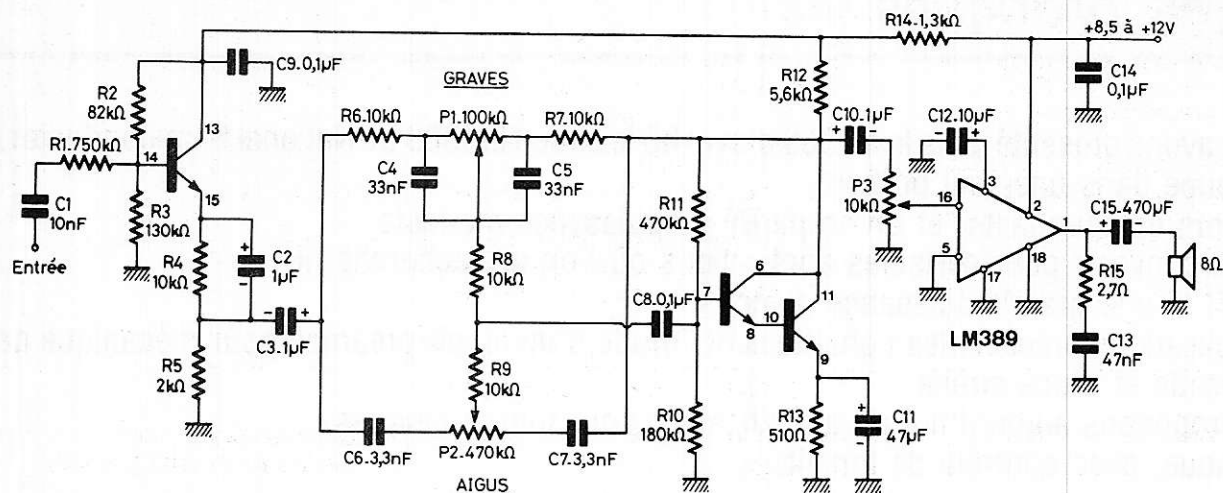 R14.1,3kΩ
+8,5 à +12V
C9.0,1µF
C14
0,1µF
R2
82kΩ
GRAVES
R12
5,6kΩ
R6.10kΩ
P1.100kΩ
R7.10kΩ
C10.1µF
C12.10µF
+ -
+
13
R1.750kΩ
14
C4
33nF
C5
33nF
P3
10kΩ
16
3
2
C15.470µF
+ -
C1
10nF
Entrée
R3
130kΩ
15
R4
10kΩ
+
C2
1µF
-
R11
470kΩ
R8
10kΩ
C8.0,1µF
7
6
8
10
11
9
5
17
18
LM389
R15
2,7Ω
8Ω
C13
47nF
- +
C3.1µF
R5
2kΩ
R9
10kΩ
R10
180kΩ
R13
510Ω
+
C11
47µF
-
C6.3,3nF
P2.470kΩ
C7.3,3nF
AIGUS